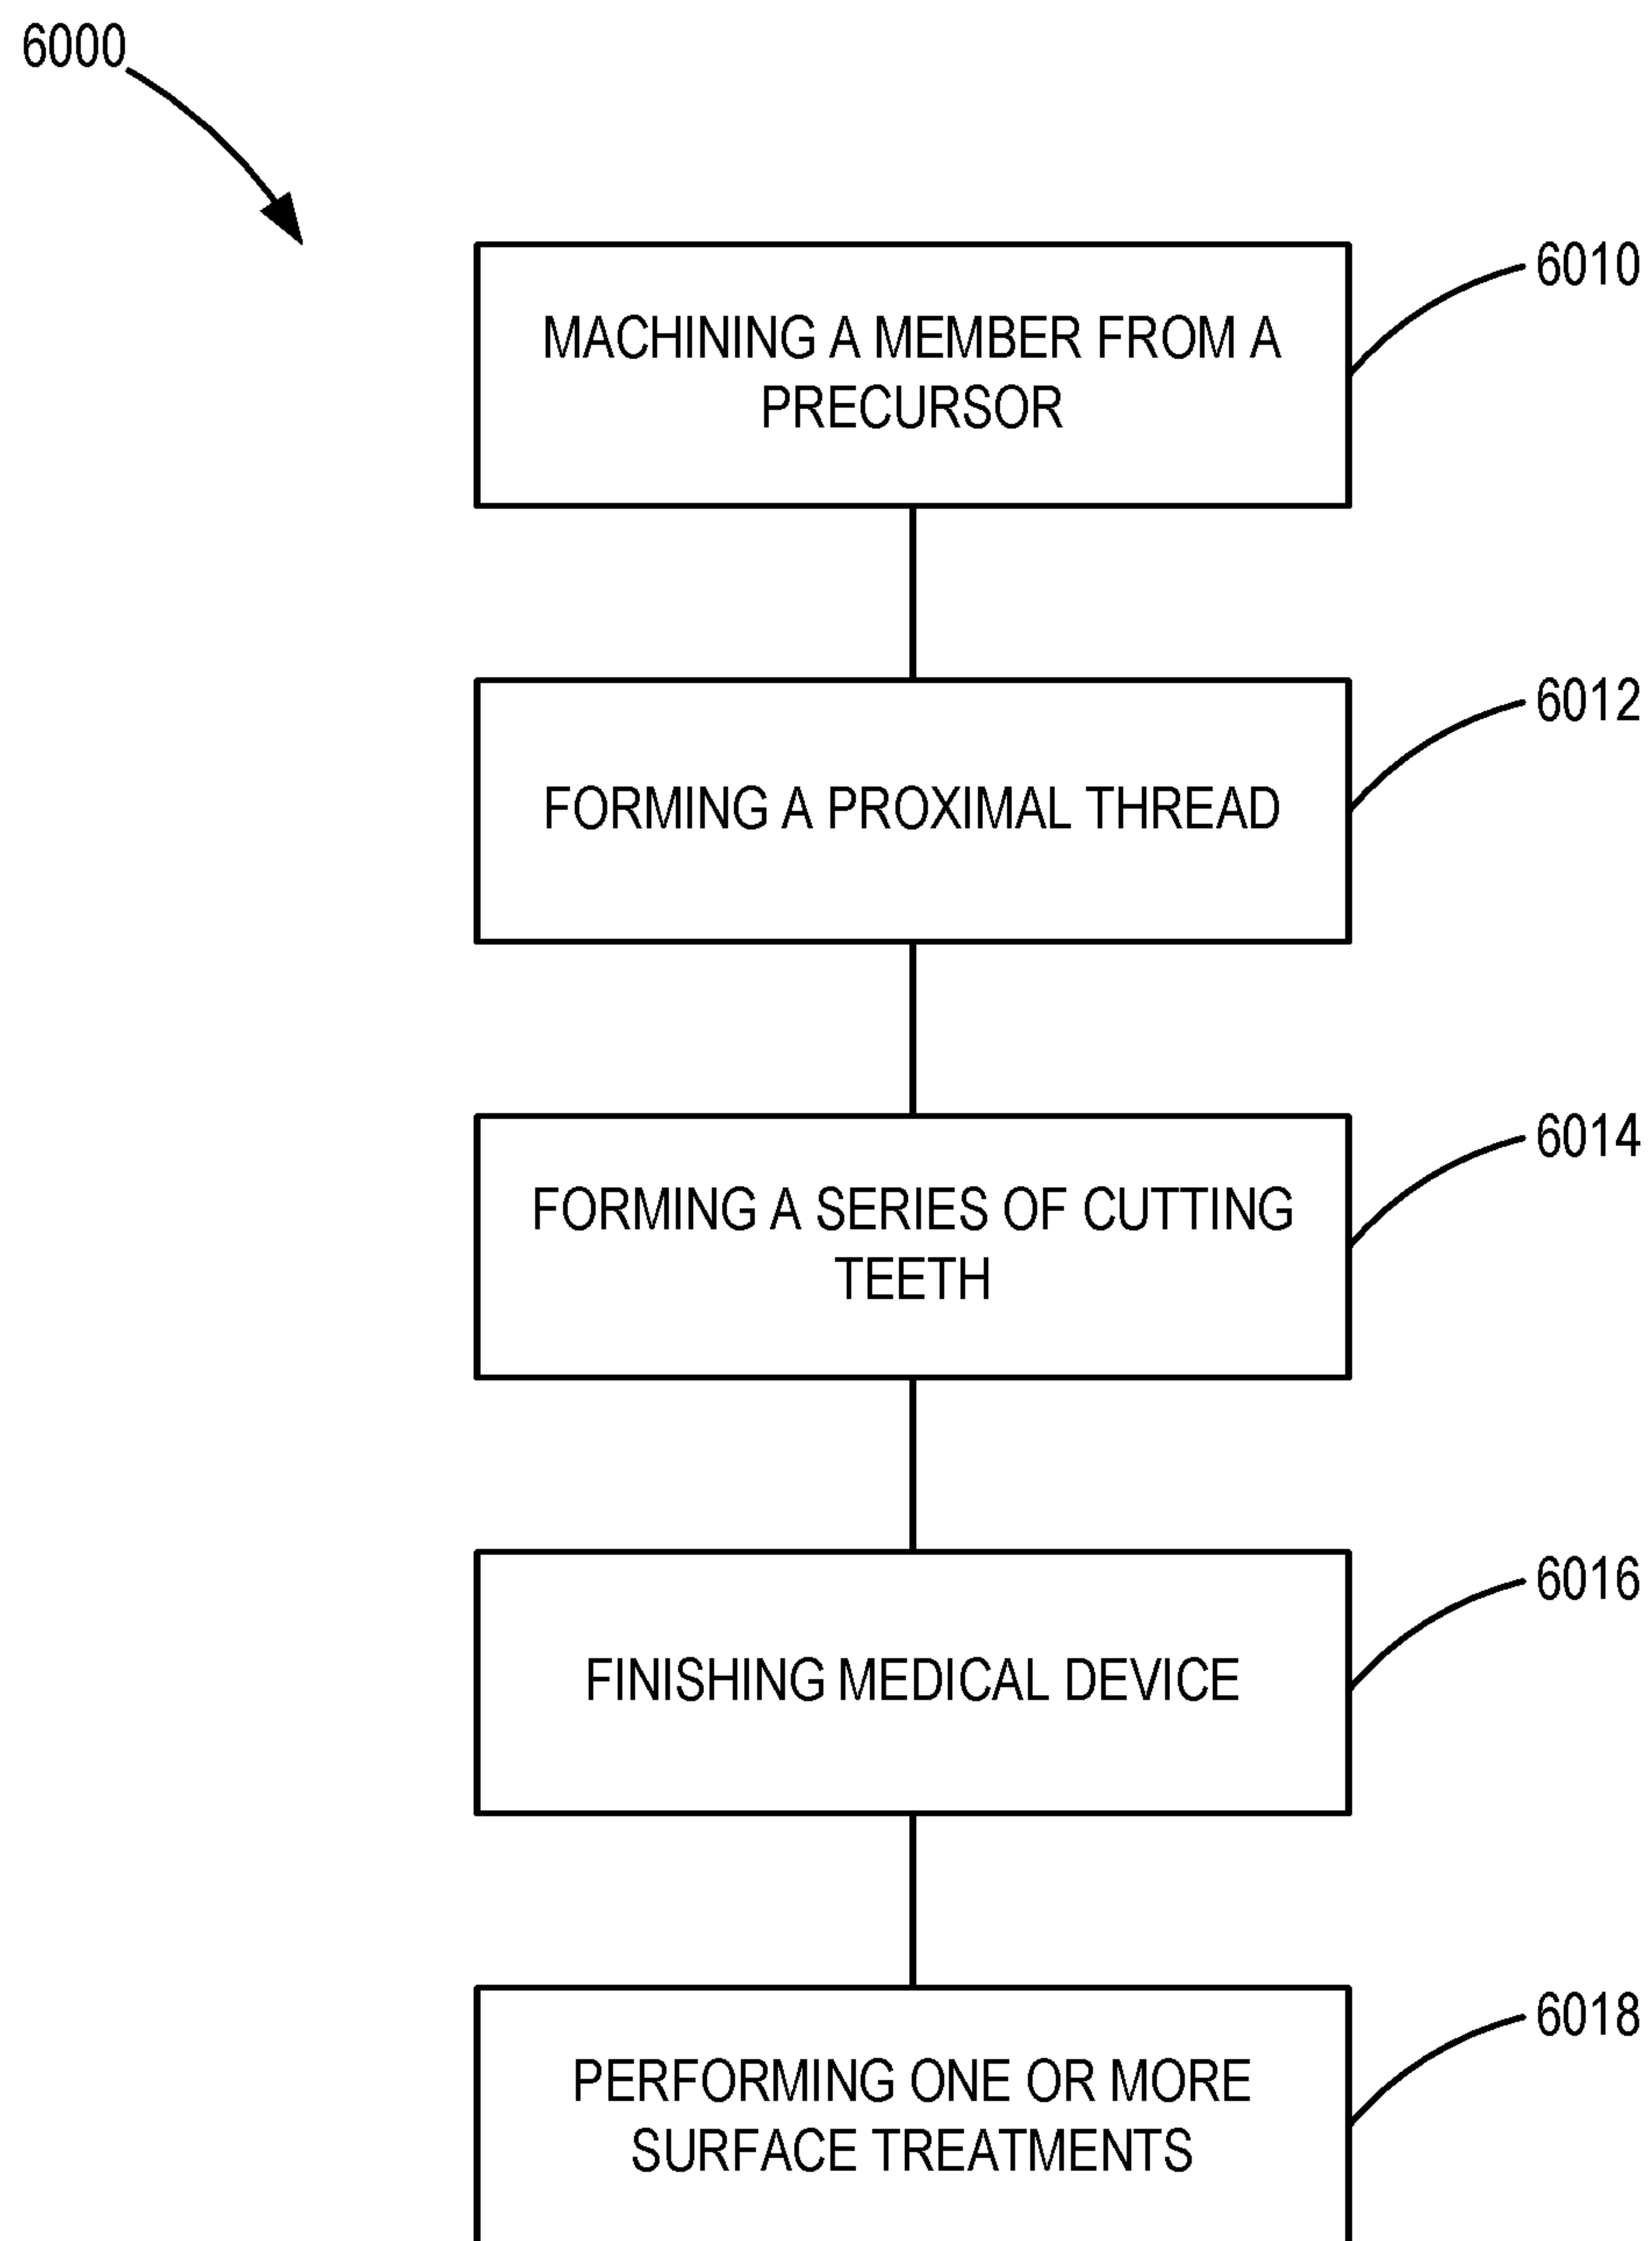 6000
6010
MACHINING A MEMBER FROM A
PRECURSOR
6012
FORMING A PROXIMAL THREAD
6014
FORMING A SERIES OF CUTTING
TEETH
6016
FINISHING MEDICAL DEVICE
6018
PERFORMING ONE OR MORE
SURFACE TREATMENTS